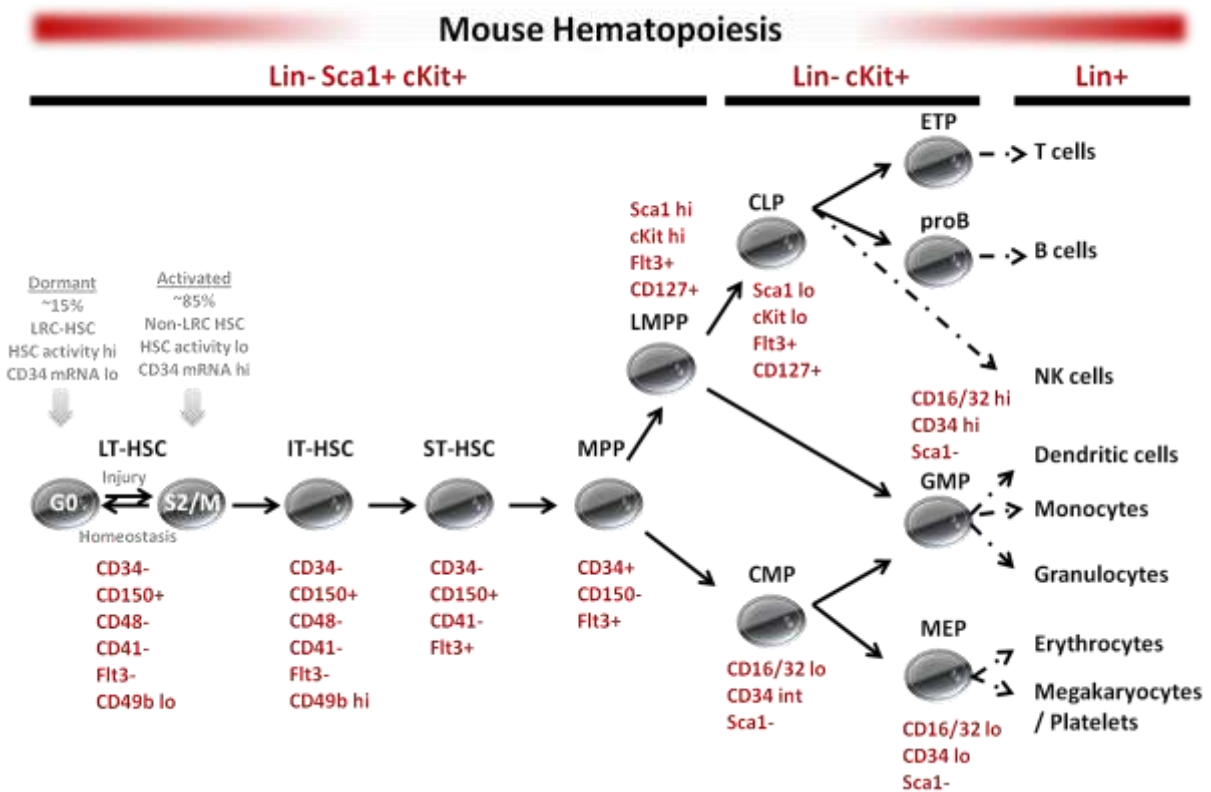 Mouse Hematopoiesis
Lin- Sca1+ cKit+
Lin- cKit+
Lin+
Dormant
~15%
LRC-HSC
HSC activity hi
CD34 mRNA lo
Activated
~85%
Non-LRC HSC
HSC activity lo
CD34 mRNA hi
LT-HSC
Injury
G0
S2/M
Homeostasis
CD34-
CD150+
CD48-
CD41-
Flt3-
CD49b lo
IT-HSC
CD34-
CD150+
CD48-
CD41-
Flt3-
CD49b hi
ST-HSC
CD34-
CD150+
CD41-
Flt3+
MPP
CD34+
CD150-
Flt3+
Sca1 hi
cKit hi
Flt3+
CD127+
LMPP
CLP
Sca1 lo
cKit lo
Flt3+
CD127+
CMP
CD16/32 lo
CD34 int
Sca1-
ETP
proB
CD16/32 hi
CD34 hi
Sca1-
GMP
MEP
CD16/32 lo
CD34 lo
Sca1-
T cells
B cells
NK cells
Dendritic cells
Monocytes
Granulocytes
Erythrocytes
Megakaryocytes
/ Platelets